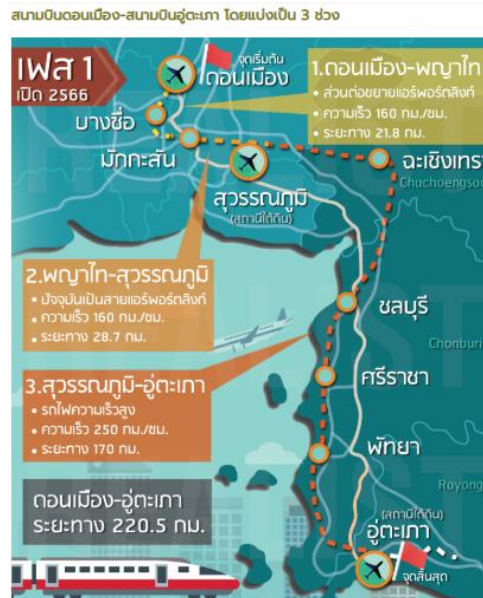 สนามบินดอนเมือง-สนามบินอู่ตะเภา โดยแบ่งเป็น 3 ช่วง
เฟส 1
เปิด 2566
จุดเริ่มต้น
ดอนเมือง
1.ดอนเมือง-พญาไท
• ส่วนต่อขยายแอร์พอร์ตลิงก์
• ความเร็ว 160 กม./ชม.
• ระยะทาง 21.8 กม.
บางซื่อ
มักกะสัน
ฉะเชิงเทรา
สุวรรณภูมิ
(สถานีใต้ดิน)
2.พญาไท-สุวรรณภูมิ
• ปัจจุบันเป็นสายแอร์พอร์ตลิงก์
• ความเร็ว 160 กม./ชม.
• ระยะทาง 28.7 กม.
ชลบุรี
Chonburi
3.สุวรรณภูมิ-อู่ตะเภา
• รถไฟความเร็วสูง
• ความเร็ว 250 กม./ชม.
• ระยะทาง 170 กม.
ศรีราชา
พัทยา
Rayong
(สถานีใต้ดิน)
อู่ตะเภา
จุดสิ้นสุด
ดอนเมือง-อู่ตะเภา
ระยะทาง 220.5 กม.